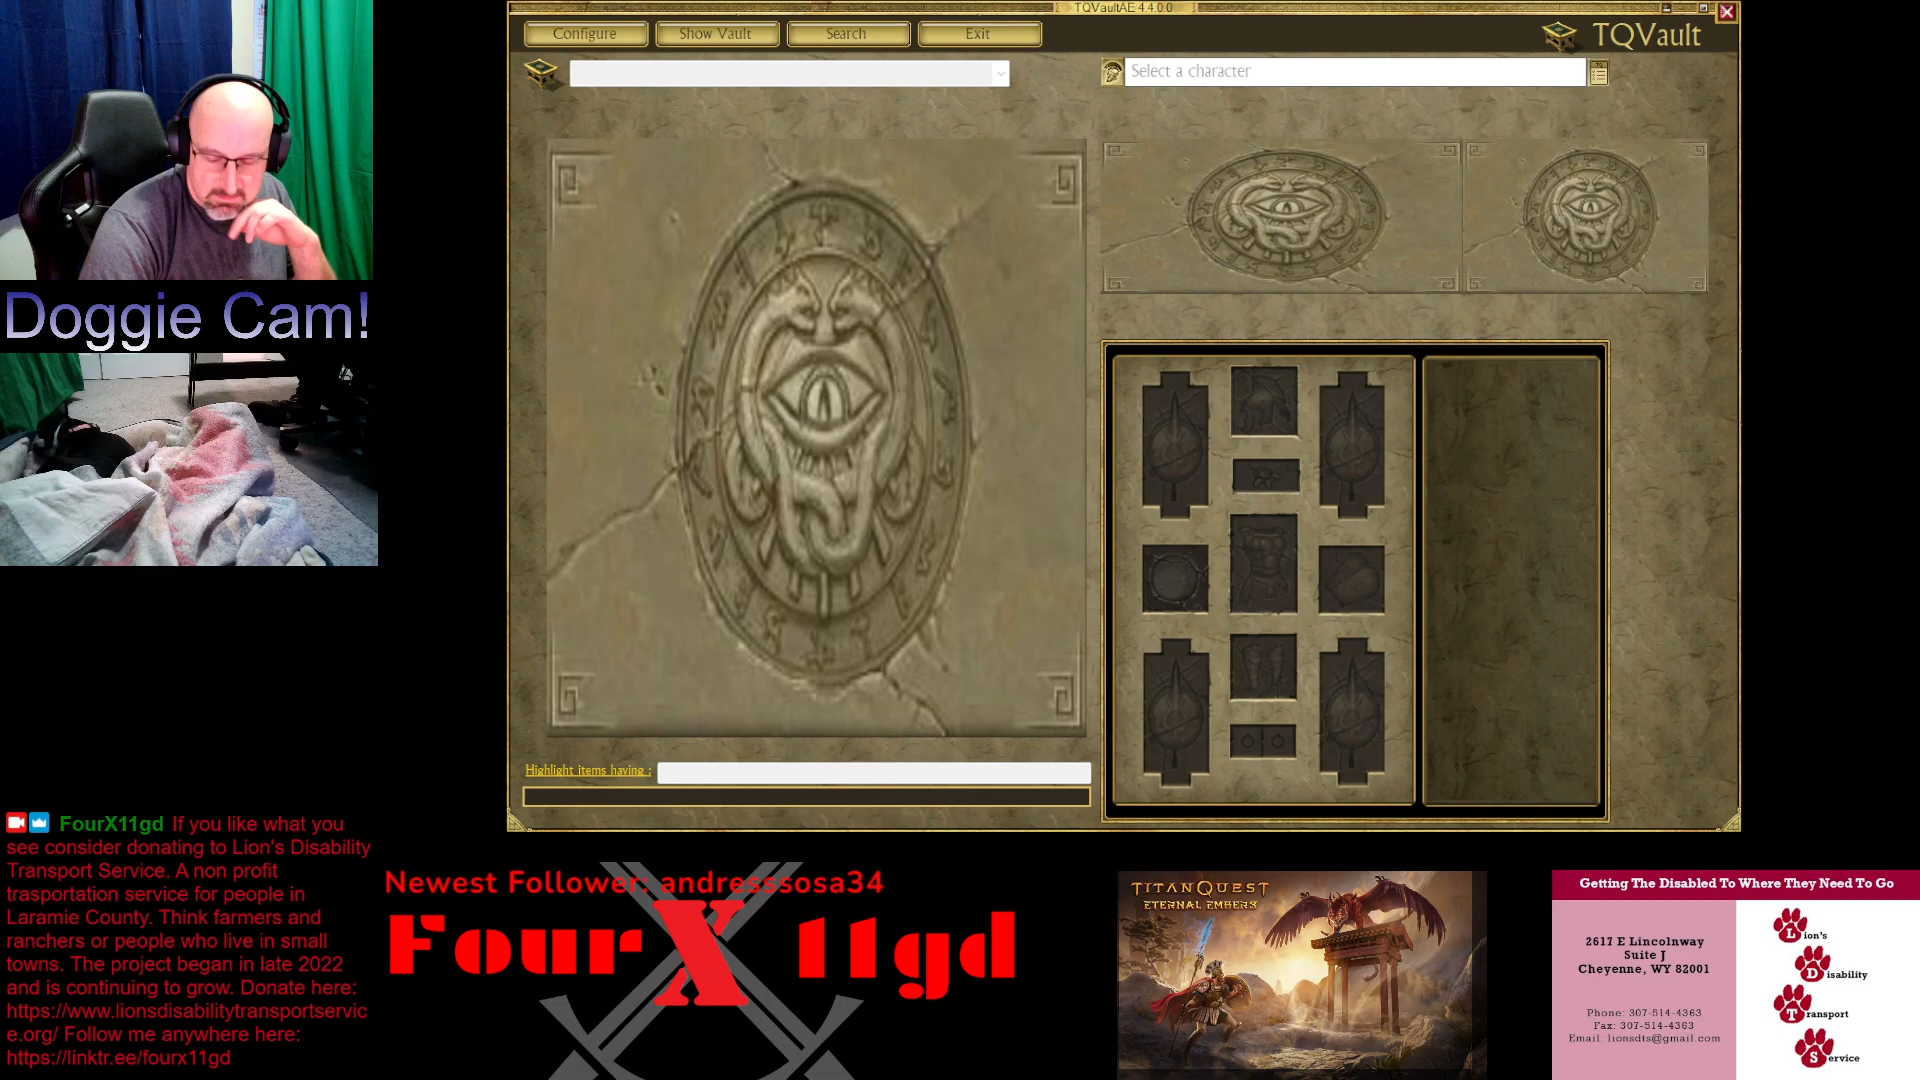 TQVaultAE 4.4.0.0
Configure
Show Vault
Search
Exit
TQVault
Select a character
Doggie Cam!
Highlight items having :
FourX11gd If you like what you
see consider donating to Lion's Disability
Transport Service. A non profit
trasportation service for people in
Laramie County. Think farmers and
ranchers or people who live in small
towns. The project began in late 2022
and is continuing to grow. Donate here:
https://www.lionsdisabilitytransportservic
e.org/ Follow me anywhere here:
https://linktr.ee/fourx11gd
Newest Follower: andresssosa34
FourX11gd
TITAN QUEST
ETERNAL EMBERS
Getting The Disabled To Where They Need To Go
2617 E Lincolnway
Suite J
Cheyenne, WY 82001
Phone: 307-514-4363
Fax: 307-514-4363
Email: lionsdts@gmail.com
Lion's
Disability
Transport
Service